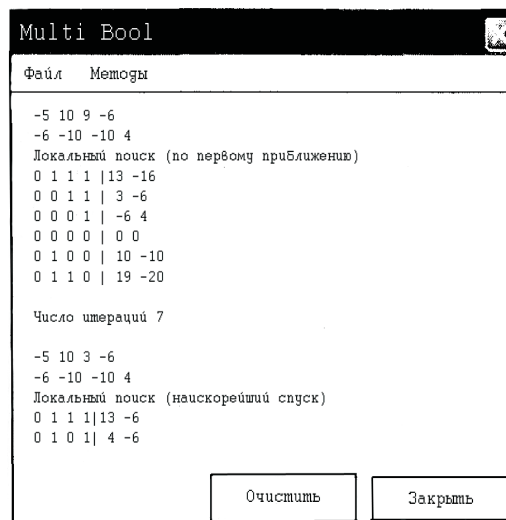 Multi Bool
Файл Методы
-5 10 9 -6
-6 -10 -10 4
Локальный поиск (по первому приближению)
0 1 1 1 |13 -16
0 0 1 1 | 3 -6
0 0 0 1 | -6 4
0 0 0 0 | 0 0
0 1 0 0 | 10 -10
0 1 1 0 | 19 -20
Число итераций 7
-5 10 3 -6
-6 -10 -10 4
Локальный поиск (наискорейший спуск)
0 1 1 1|13 -6
0 1 0 1| 4 -6
Очистить Закрыть